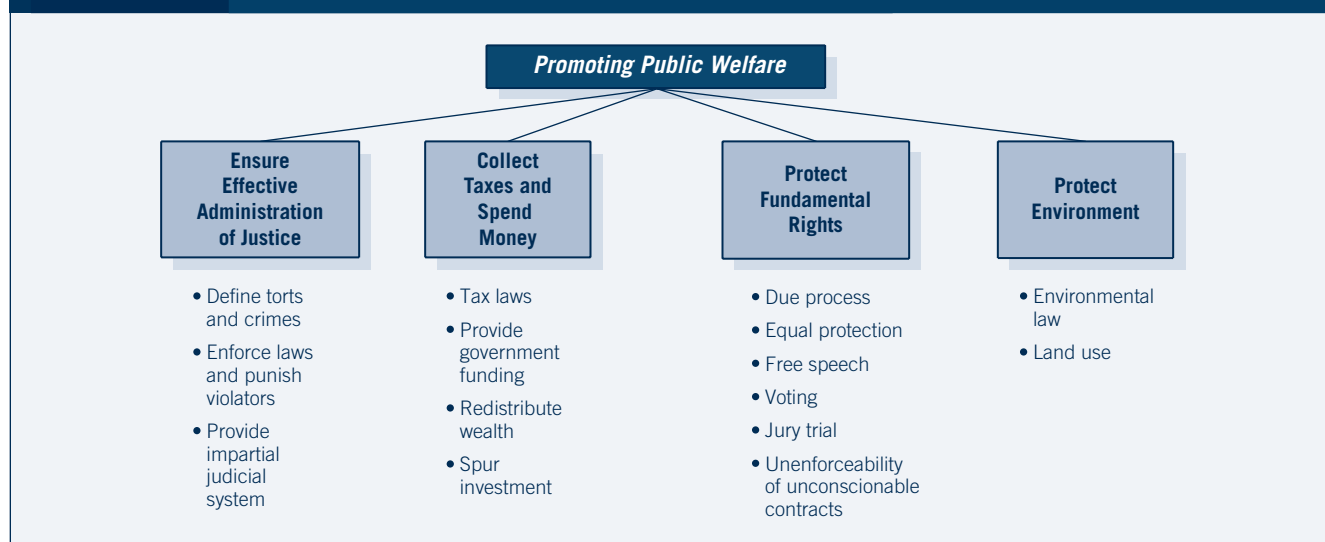 Promoting Public Welfare
Ensure
Effective
Administration
of Justice
• Define torts
and crimes
• Enforce laws
and punish
violators
• Provide
impartial
judicial
system
Collect
Taxes and
Spend
Money
• Tax laws
• Provide
government
funding
• Redistribute
wealth
• Spur
investment
Protect
Fundamental
Rights
• Due process
• Equal protection
• Free speech
• Voting
• Jury trial
• Unenforceability
of unconscionable
contracts
Protect
Environment
• Environmental
law
• Land use